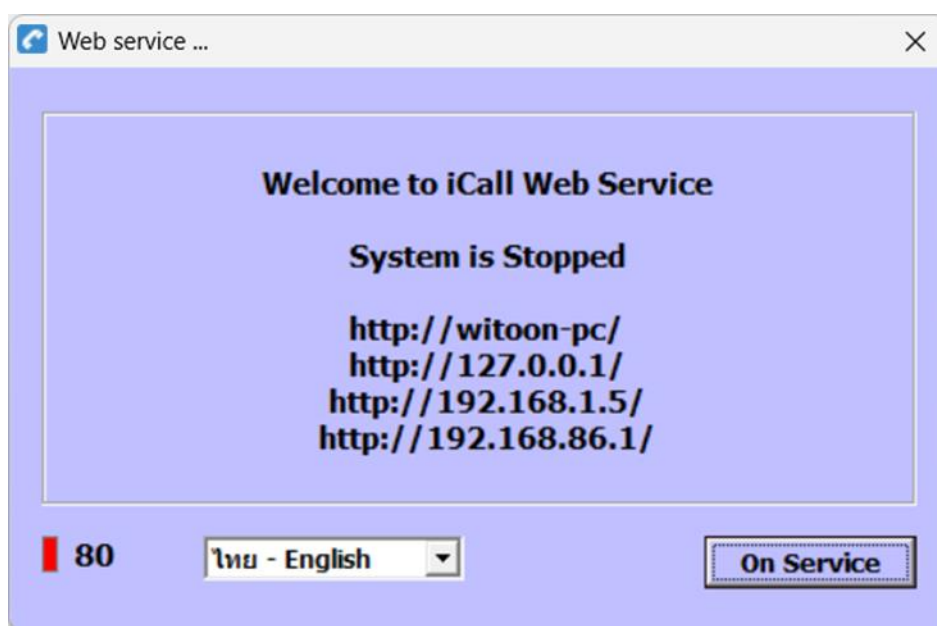 Web service ...
Welcome to iCall Web Service
System is Stopped
http://witoon-pc/
http://127.0.0.1/
http://192.168.1.5/
http://192.168.86.1/
80
ไทย - English
On Service